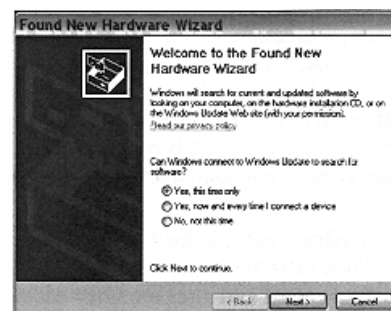 Found New Hardware Wizard
Welcome to the Found New
Hardware Wizard
Windows will search for current and updated software by
looking on your computer, on the hardware installation CD, or on
the Windows Update Web site (with your permission).
Read our privacy policy
Can Windows connect to Windows Update to search for
software?
Yes, this time only
Yes, now and every time I connect a device
No, not this time
Click Next to continue.
< Back
Next >
Cancel